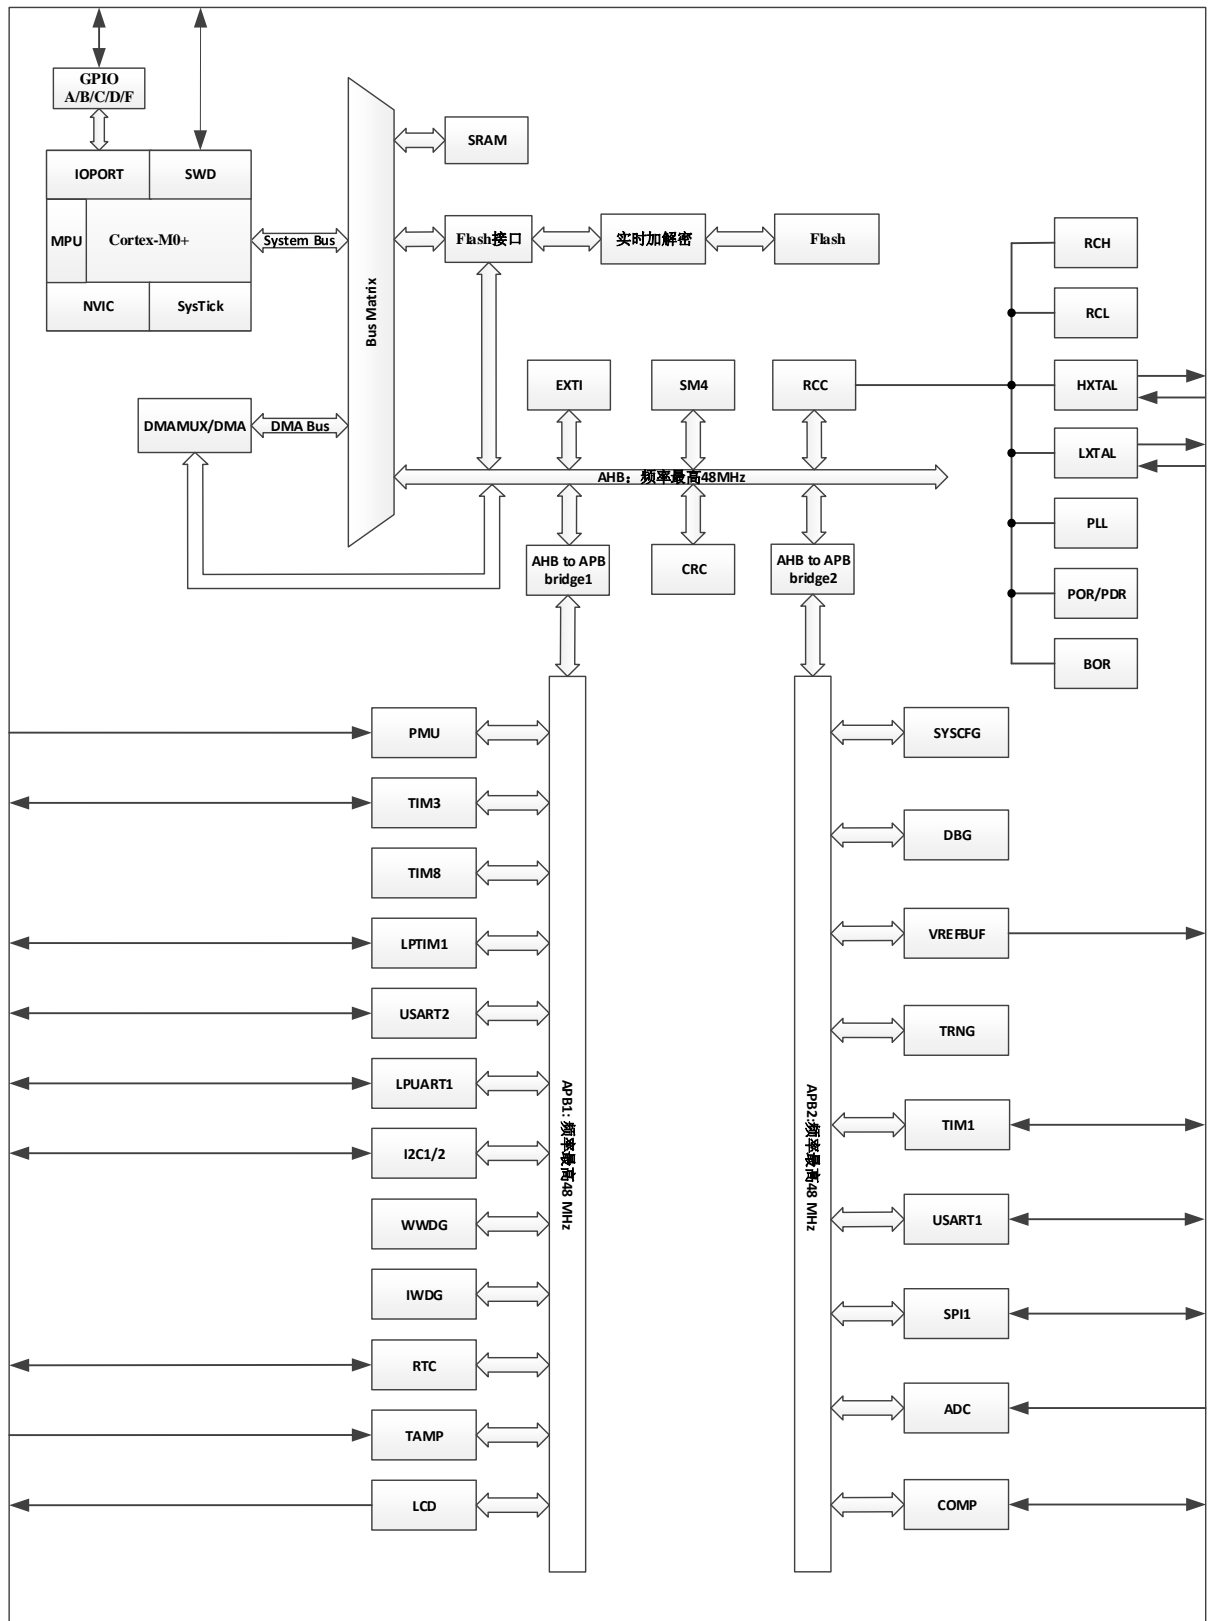 GPIO
A/B/C/D/F
IOPORT
SWD
MPU
Cortex-M0+
NVIC
SysTick
System Bus
DMAMUX/DMA
DMA Bus
Bus Matrix
SRAM
Flash接口
实时加解密
Flash
EXTI
SM4
RCC
AHB：频率最高48MHz
AHB to APB
bridge1
CRC
AHB to APB
bridge2
RCH
RCL
HXTAL
LXTAL
PLL
POR/PDR
BOR
PMU
TIM3
TIM8
LPTIM1
USART2
LPUART1
I2C1/2
WWDG
IWDG
RTC
TAMP
LCD
APB1: 频率最高48 MHz
APB2:频率最高48 MHz
SYSCFG
DBG
VREFBUF
TRNG
TIM1
USART1
SPI1
ADC
COMP